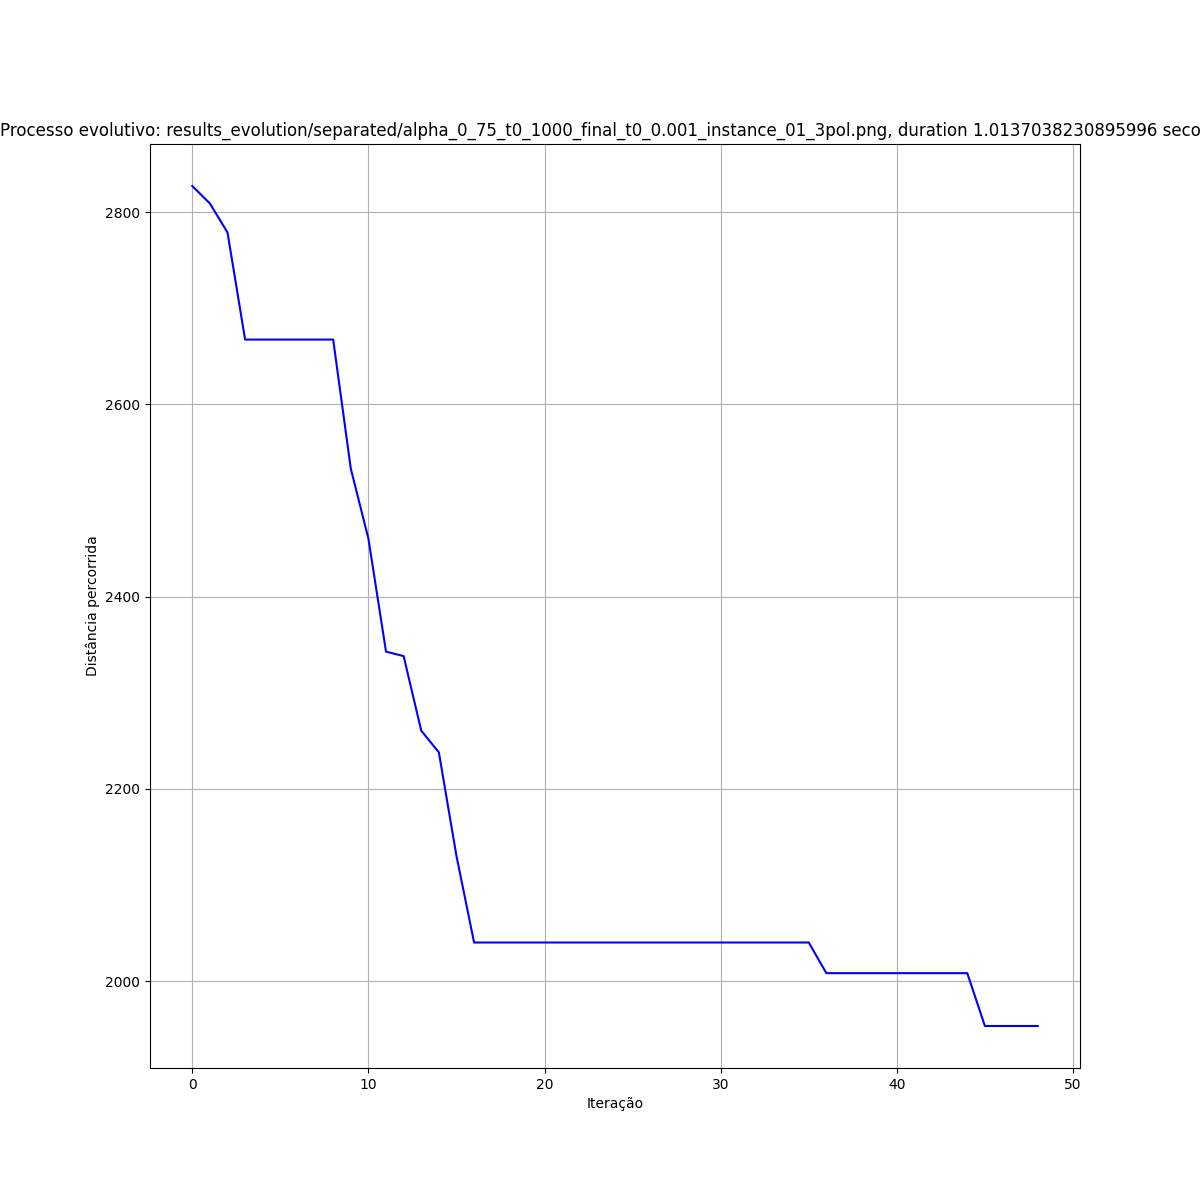 Processo evolutivo: results_evolution/separated/alpha_0_75_t0_1000_final_t0_0.001_instance_01_3pol.png, duration 1.0137038230895996 seco
2800
2600
2400
2200
2000
Distância percorrida
0 10 20 30 40 50
Iteração